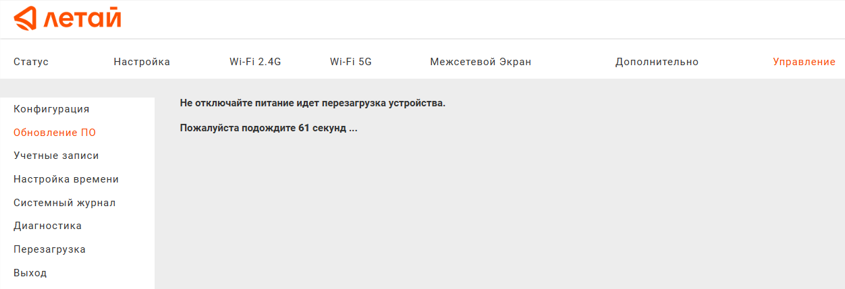 летай
Статус Настройка Wi-Fi 2.4G Wi-Fi 5G Межсетевой Экран Дополнительно Управление
Конфигурация
Обновление ПО
Учетные записи
Настройка времени
Системный журнал
Диагностика
Перезагрузка
Выход
Не отключайте питание идет перезагрузка устройства.
Пожалуйста подождите 61 секунд ...